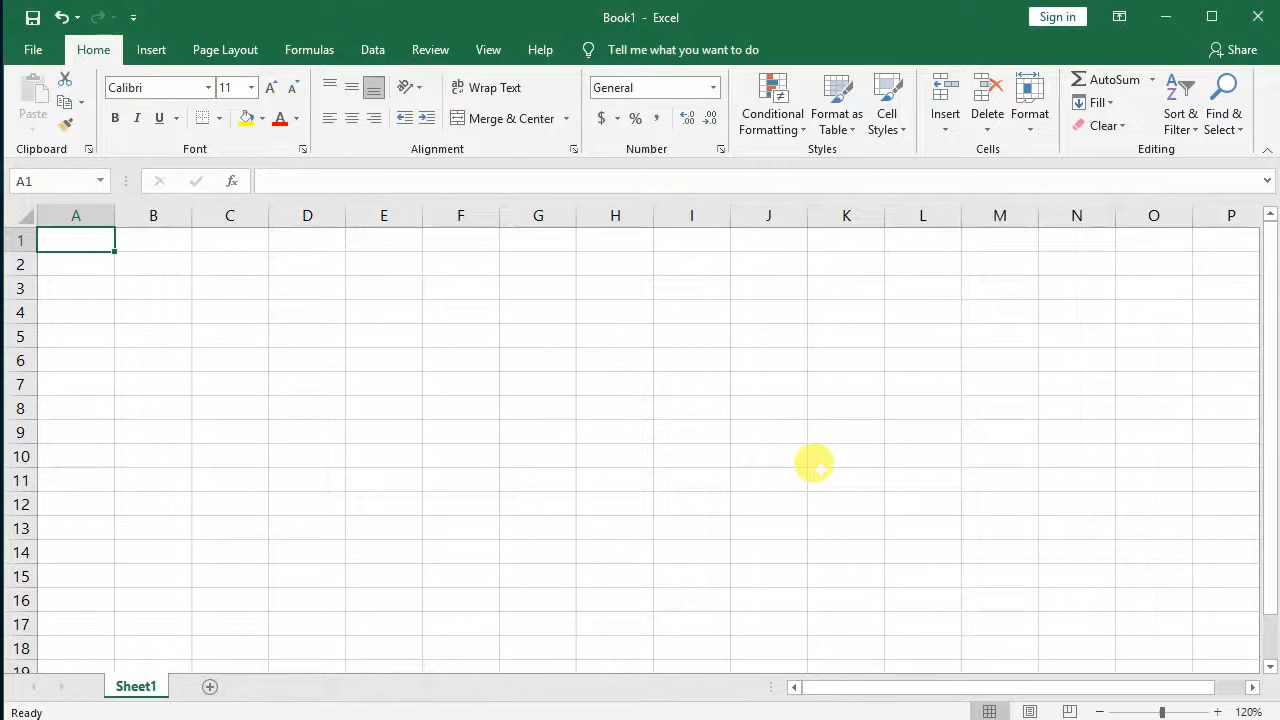 Book1 - Excel
Sign in
File Home Insert Page Layout Formulas Data Review View Help Tell me what you want to do Share
Paste
Calibri 11
B I U A
Wrap Text
Merge & Center
General
$ % ,
Conditional Formatting
Format as Table
Cell Styles
Insert
Delete
Format
AutoSum
Fill
Clear
Sort & Filter
Find & Select
Clipboard Font Alignment Number Styles Cells Editing
A1 fx
A B C D E F G H I J K L M N O P
1
2
3
4
5
6
7
8
9
10
11
12
13
14
15
16
17
18
19
Sheet1
Ready
120%